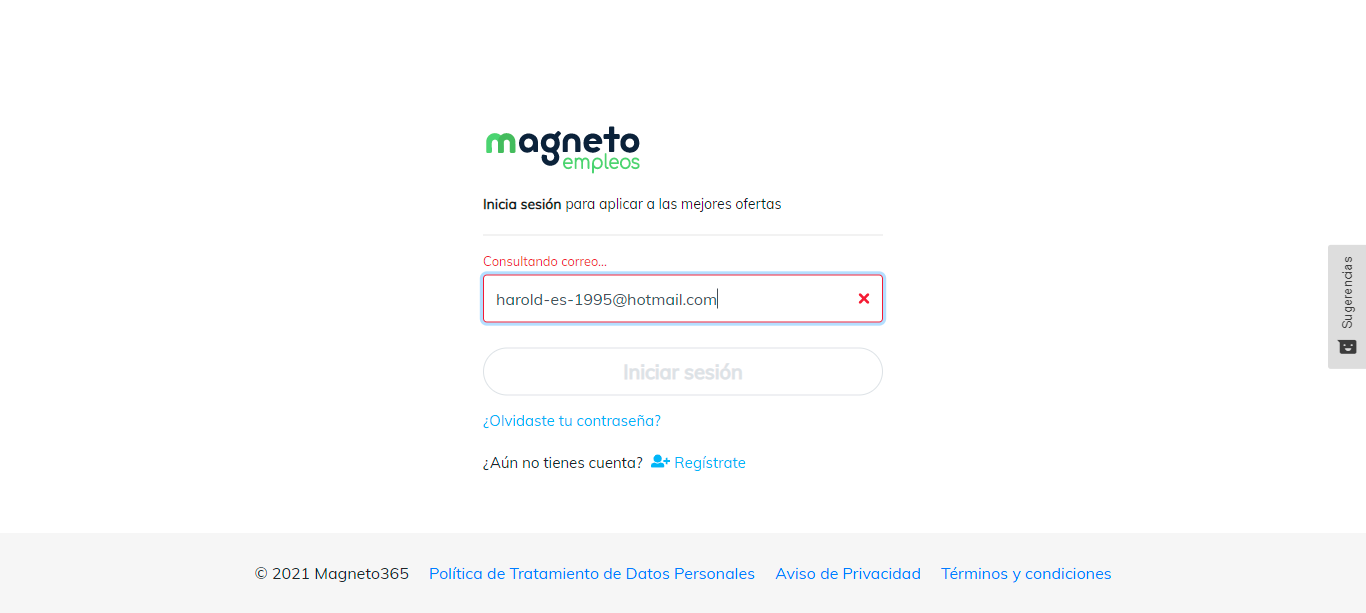 magneto
empleos
Inicia sesión para aplicar a las mejores ofertas
Consultando correo...
harold-es-1995@hotmail.com
Iniciar sesión
¿Olvidaste tu contraseña?
¿Aún no tienes cuenta? Regístrate
Sugerencias
© 2021 Magneto365 Política de Tratamiento de Datos Personales Aviso de Privacidad Términos y condiciones